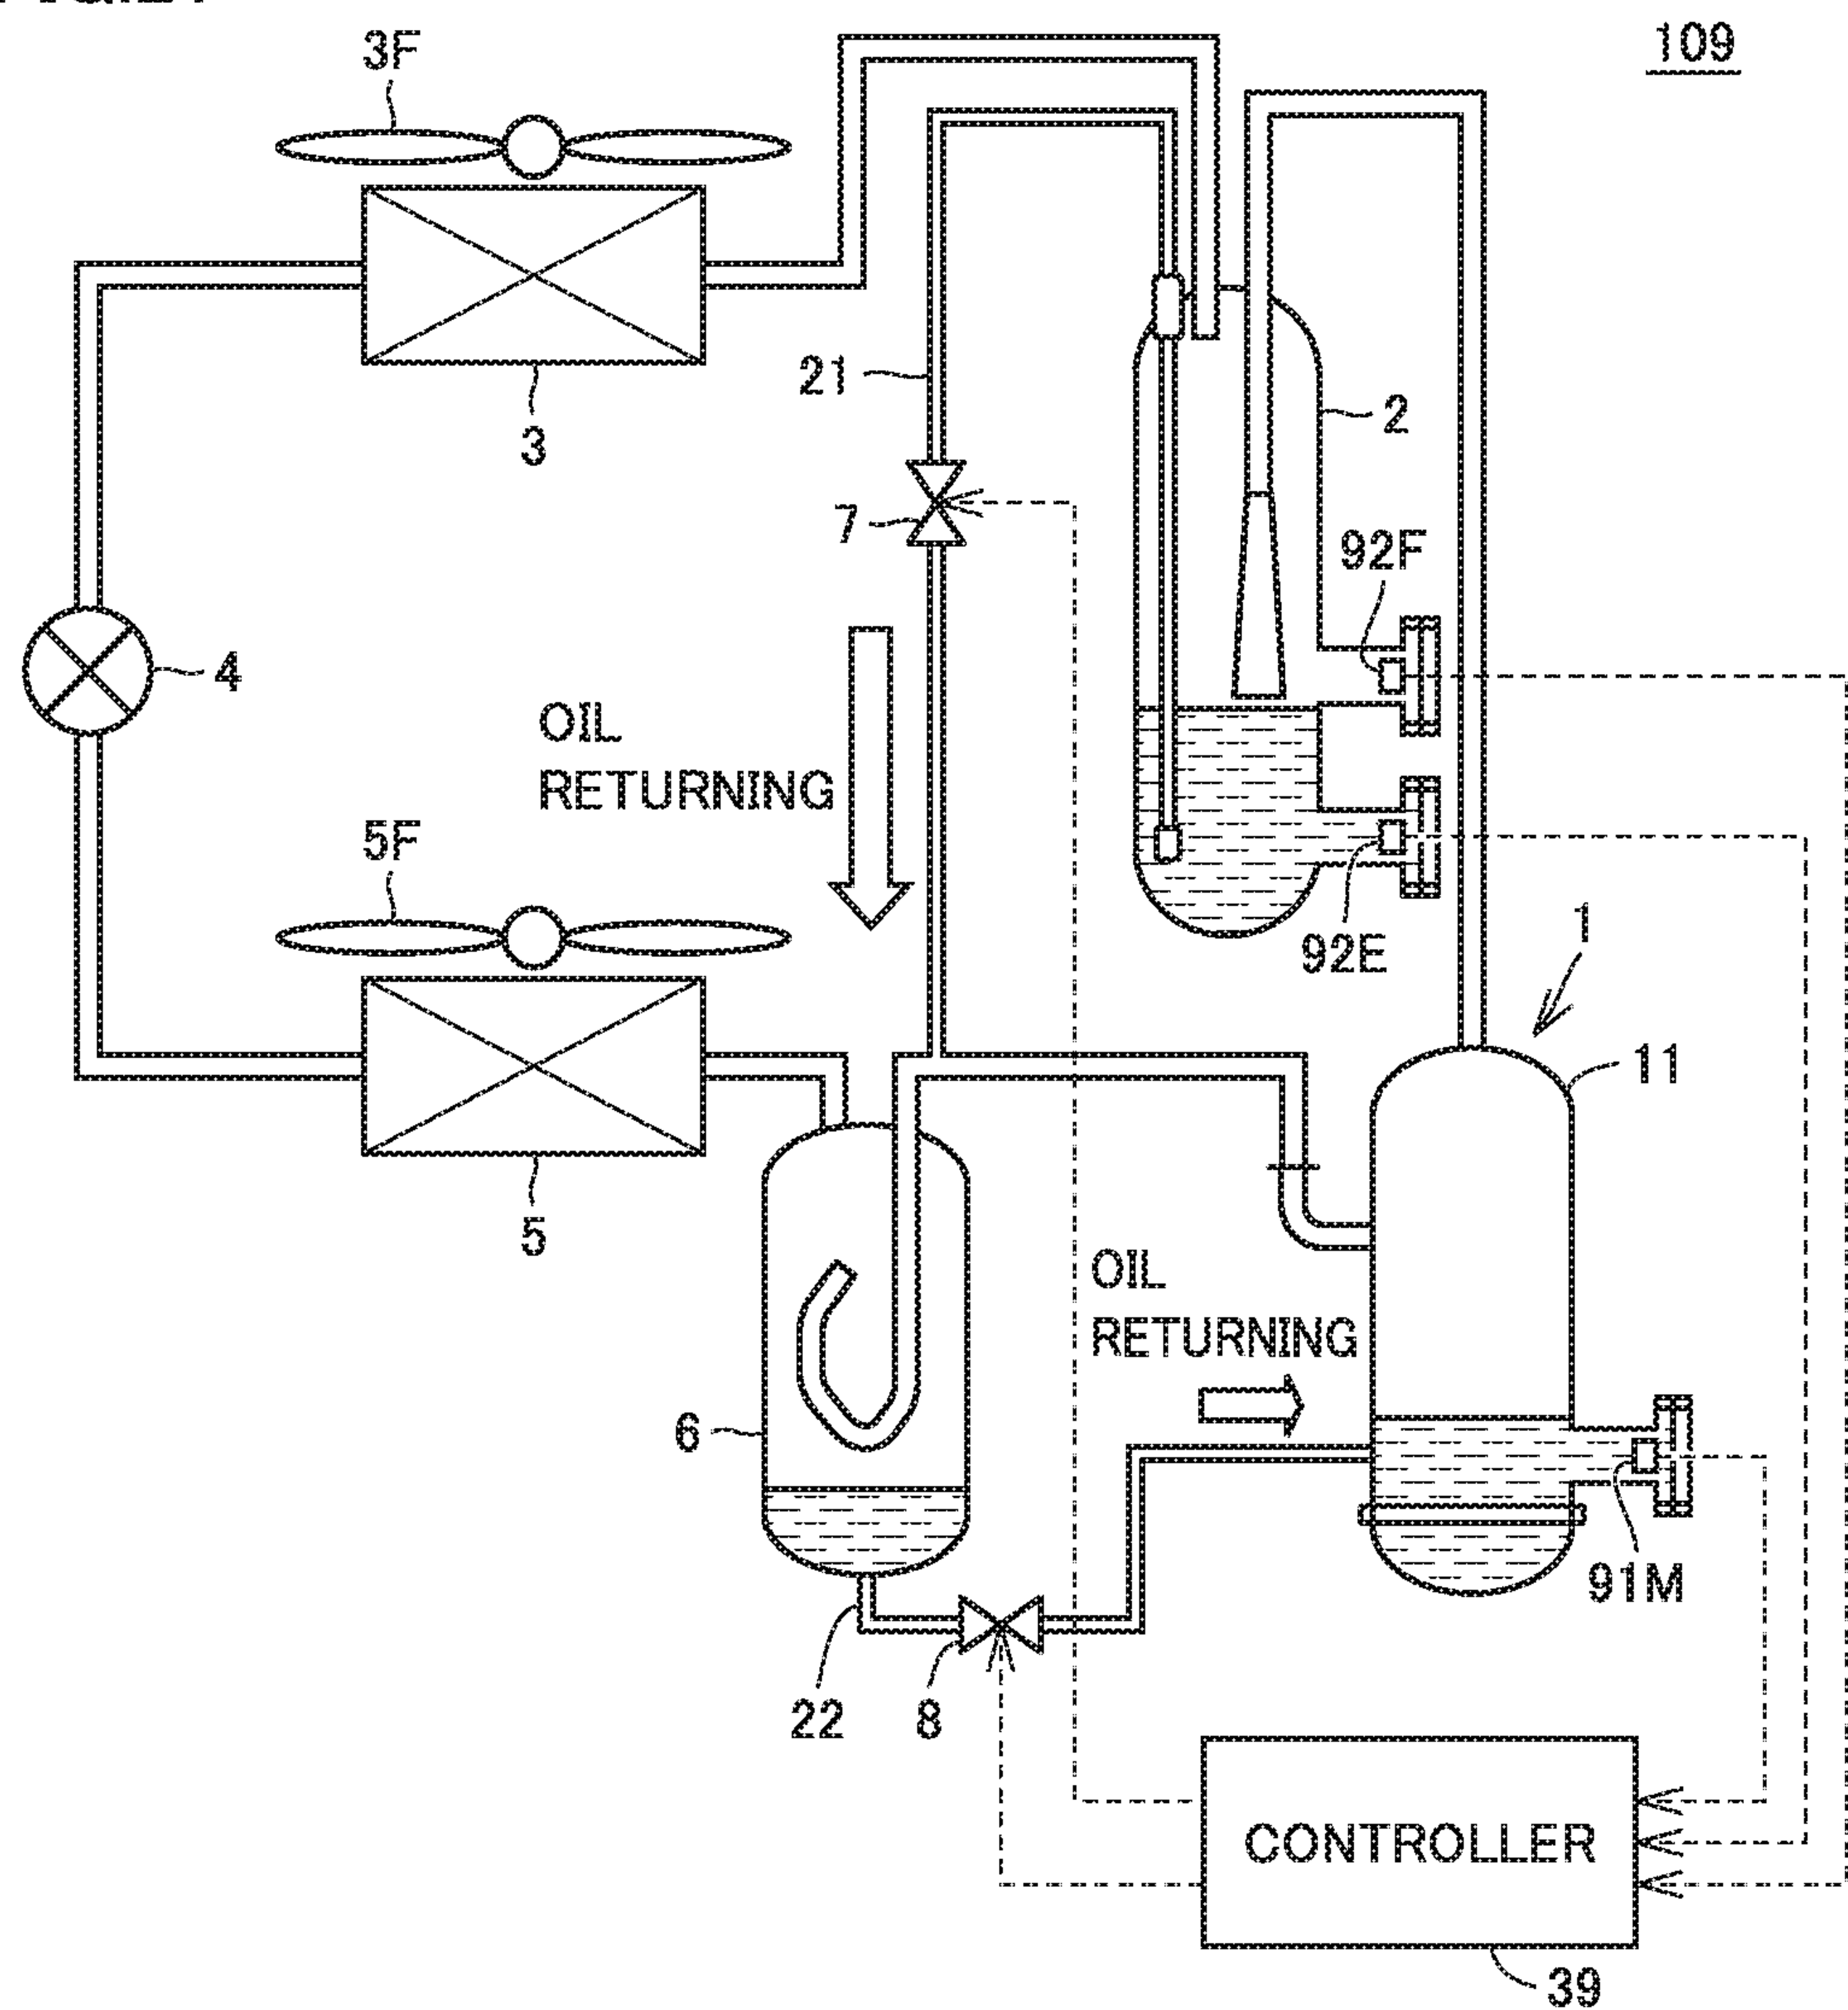 109
3F
3
21
2
7
92F
4
OIL
RETURNING
5F
92E
1
11
5
OIL
RETURNING
6
91M
22
8
CONTROLLER
39